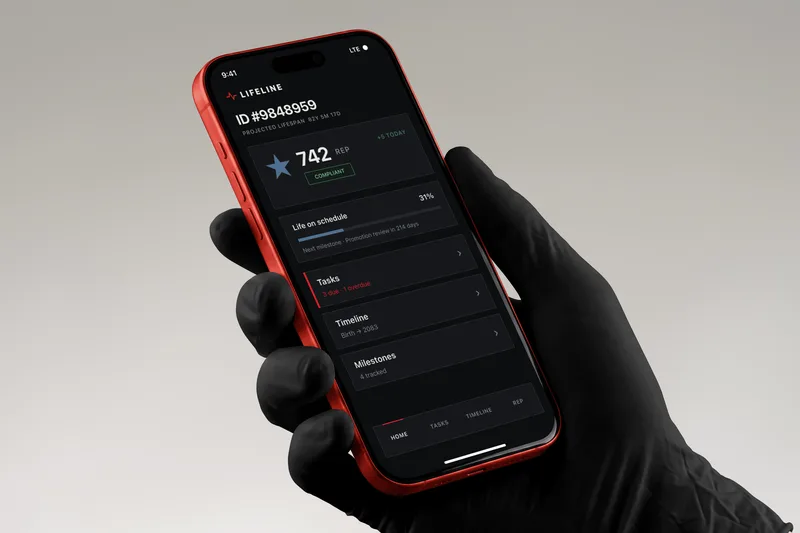 9:41
LTE
LIFELINE
ID #9848959
PROJECTED LIFESPAN 82Y 5M 17D
+5 TODAY
742 REP
COMPLIANT
Life on schedule
31%
Next milestone · Promotion review in 214 days
Tasks
3 due · 1 overdue
Timeline
Birth → 2083
Milestones
4 tracked
HOME
TASKS
TIMELINE
REP